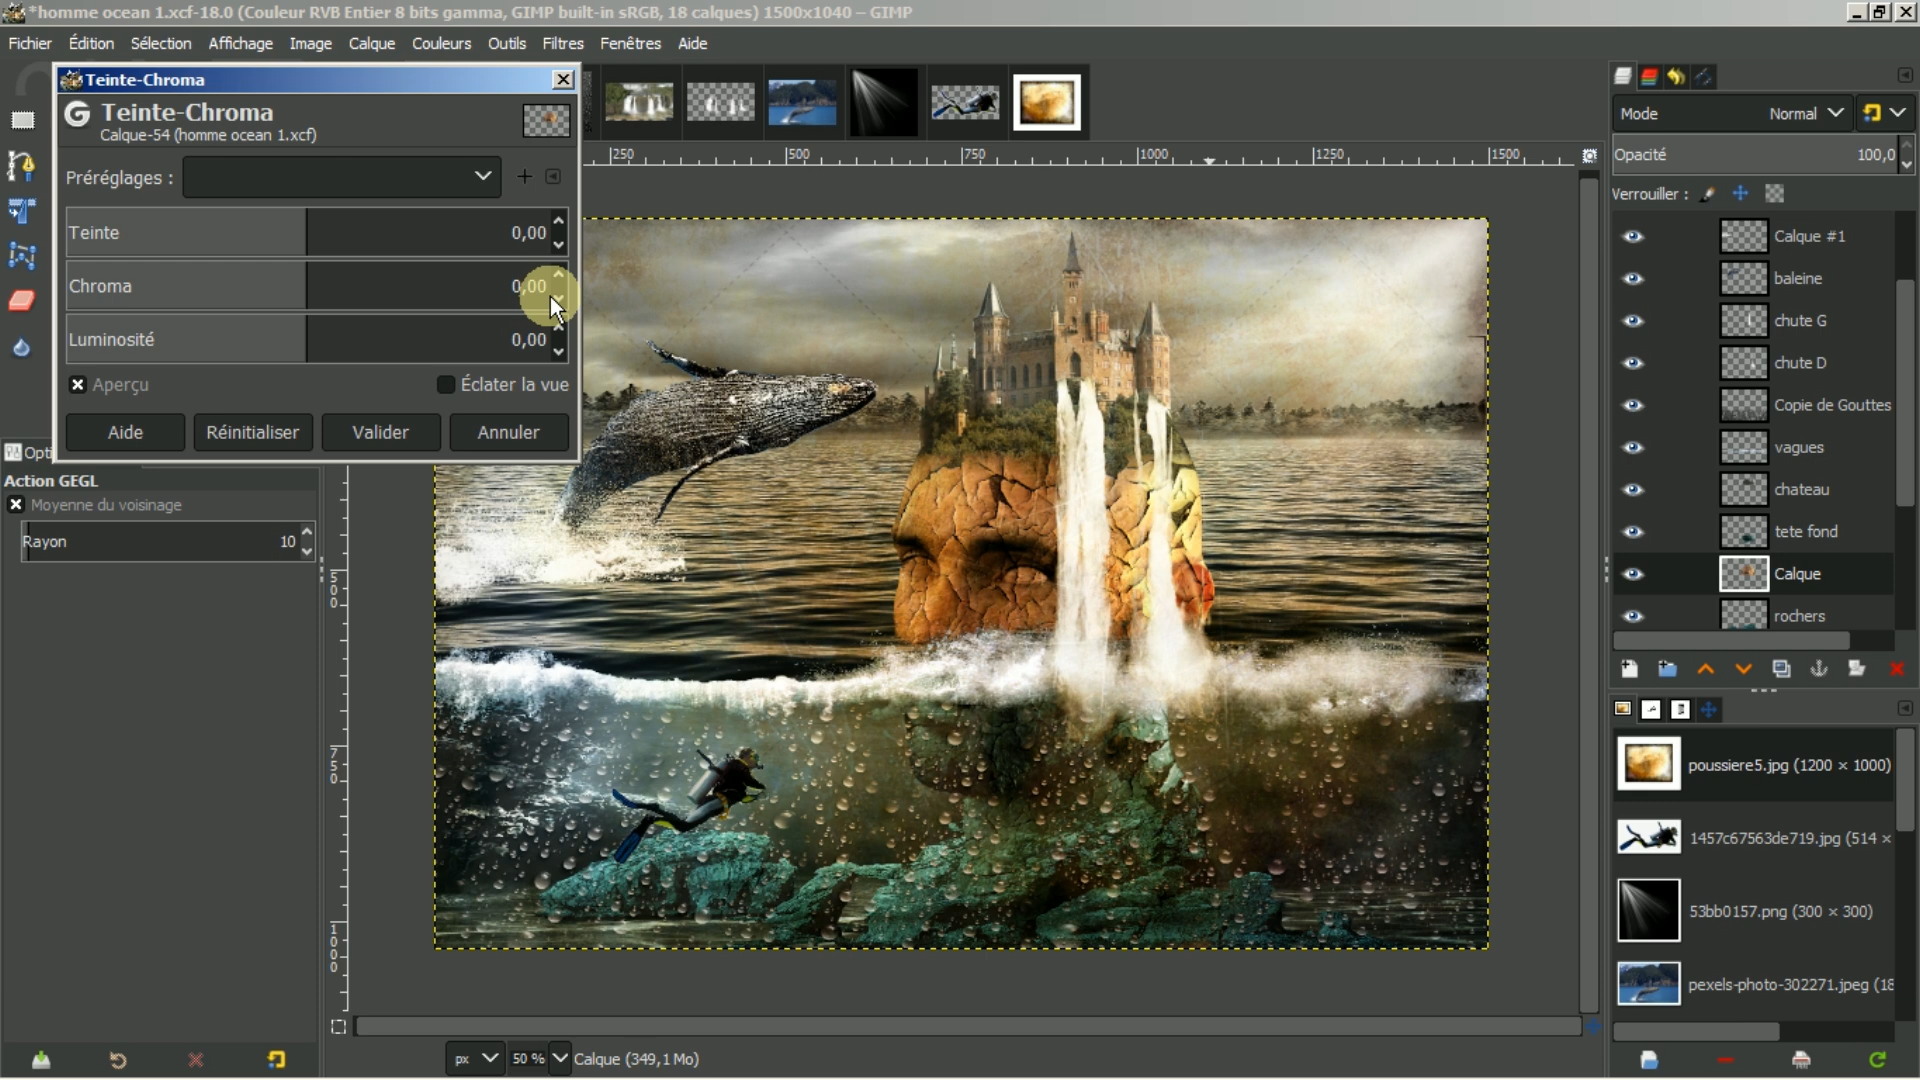 *homme ocean 1.xcf-18.0 (Couleur RVB Entier 8 bits gamma, GIMP built-in sRGB, 18 calques) 1500x1040 – GIMP
Fichier Édition Sélection Affichage Image Calque Couleurs Outils Filtres Fenêtres Aide
Teinte-Chroma
Teinte-Chroma
Calque-54 (homme ocean 1.xcf)
Préréglages :
Teinte 0,00
Chroma 0,00
Luminosité 0,00
Aperçu
Éclater la vue
Aide Réinitialiser Valider Annuler
Opti
Action GEGL
Moyenne du voisinage
Rayon 10
250 500 750 1000 1250 1500
500
750
1000
px 50 % Calque (349,1 Mo)
Mode Normal
Opacité 100,0
Verrouiller :
Calque #1
baleine
chute G
chute D
Copie de Gouttes
vagues
chateau
tete fond
Calque
rochers
poussiere5.jpg (1200 × 1000)
1457c67563de719.jpg (514 ×
53bb0157.png (300 × 300)
pexels-photo-302271.jpeg (18